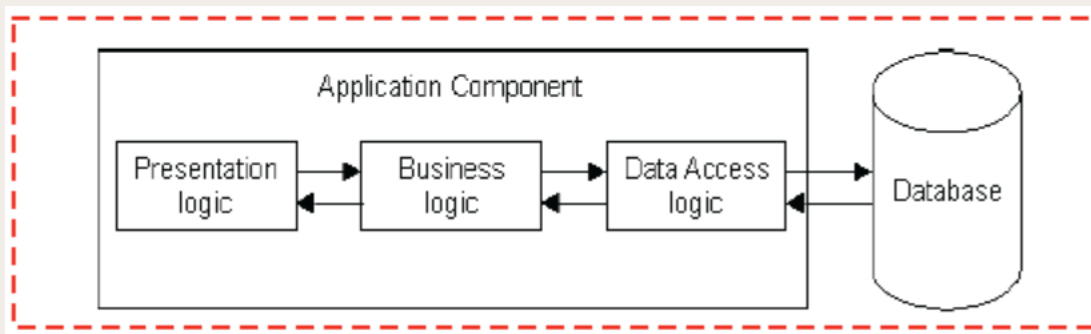 Application Component
Presentation
logic
Business
logic
Data Access
logic
Database